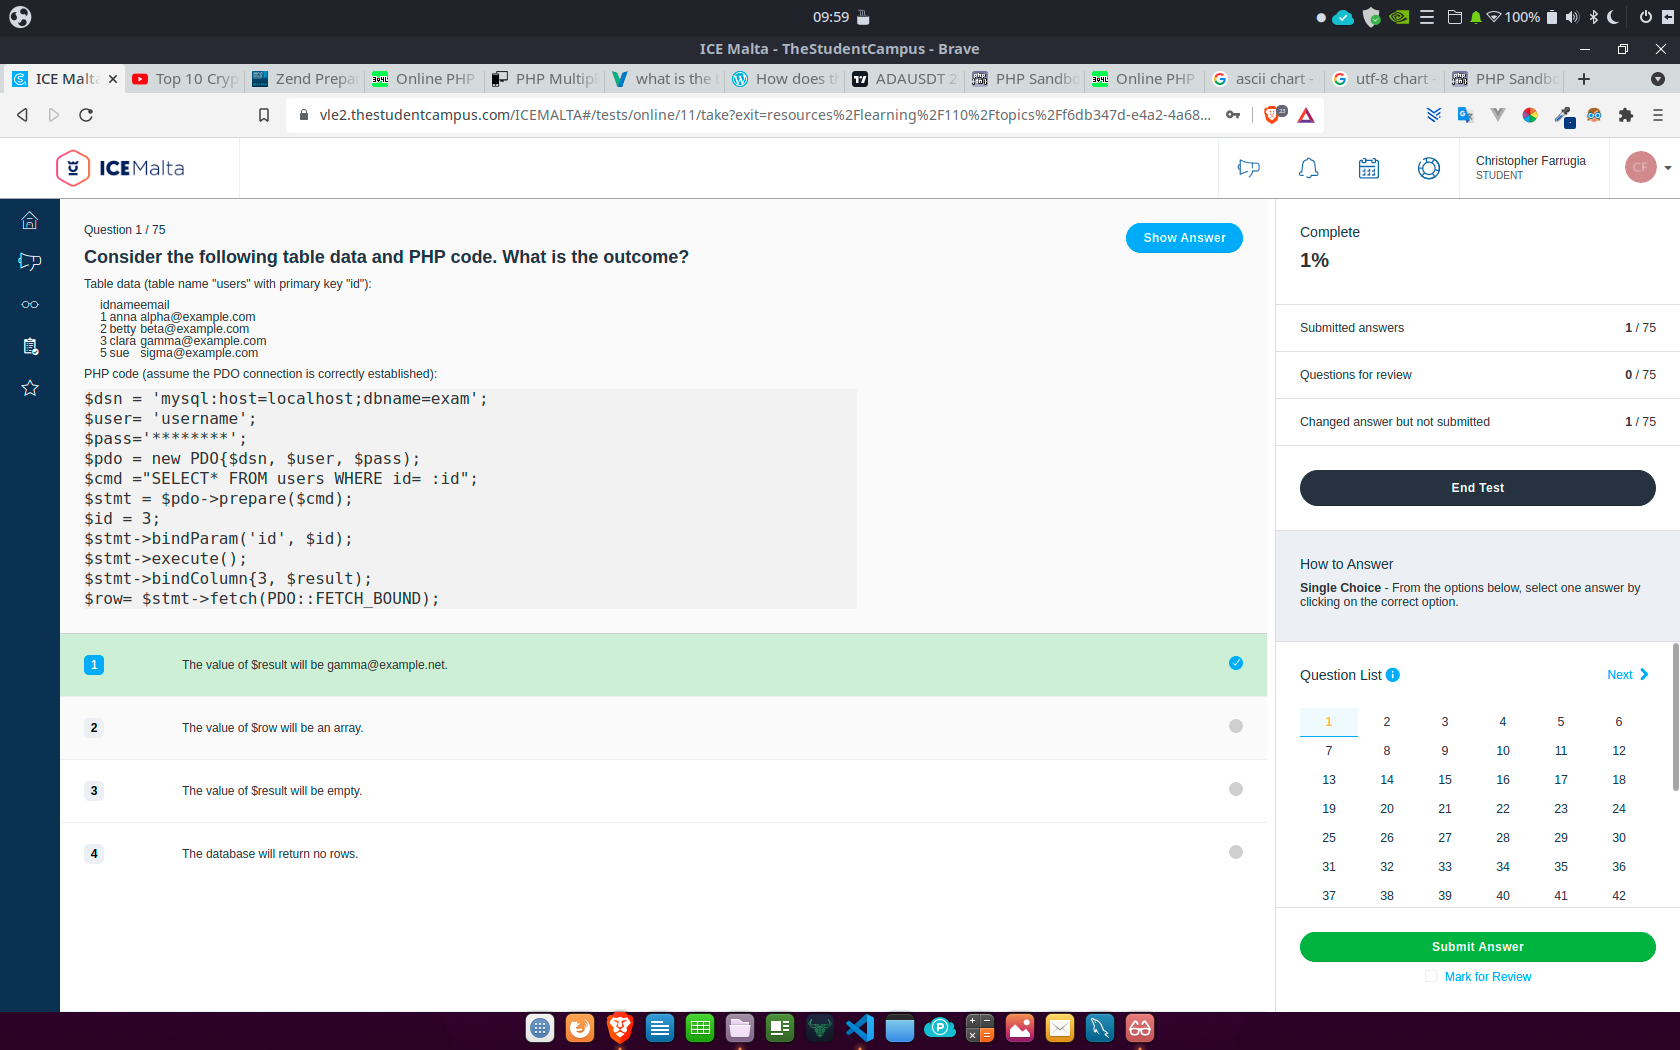 09:59
100%
ICE Malta - TheStudentCampus - Brave
ICE Malta
Top 10 Cryp
Zend Prepar
Online PHP
PHP Multipl
what is the
How does th
ADAUSDT 2
PHP Sandbo
Online PHP
ascii chart -
utf-8 chart -
PHP Sandbo
vle2.thestudentcampus.com/ICEMALTA#/tests/online/11/take?exit=resources%2Flearning%2F110%2Ftopics%2Ff6db347d-e4a2-4a68...
ICEMalta
Christopher Farrugia
STUDENT
CF
Question 1 / 75
Show Answer
Consider the following table data and PHP code. What is the outcome?
Table data (table name "users" with primary key "id"):
idnameemail
1 anna alpha@example.com
2 betty beta@example.com
3 clara gamma@example.com
5 sue sigma@example.com
PHP code (assume the PDO connection is correctly established):
$dsn = 'mysql:host=localhost;dbname=exam';
$user= 'username';
$pass='********';
$pdo = new PDO{$dsn, $user, $pass);
$cmd ="SELECT* FROM users WHERE id= :id";
$stmt = $pdo->prepare($cmd);
$id = 3;
$stmt->bindParam('id', $id);
$stmt->execute();
$stmt->bindColumn{3, $result);
$row= $stmt->fetch(PDO::FETCH_BOUND);
1 The value of $result will be gamma@example.net.
2 The value of $row will be an array.
3 The value of $result will be empty.
4 The database will return no rows.
Complete
1%
Submitted answers 1 / 75
Questions for review 0 / 75
Changed answer but not submitted 1 / 75
End Test
How to Answer
Single Choice - From the options below, select one answer by
clicking on the correct option.
Question List
Next
1 2 3 4 5 6
7 8 9 10 11 12
13 14 15 16 17 18
19 20 21 22 23 24
25 26 27 28 29 30
31 32 33 34 35 36
37 38 39 40 41 42
Submit Answer
Mark for Review